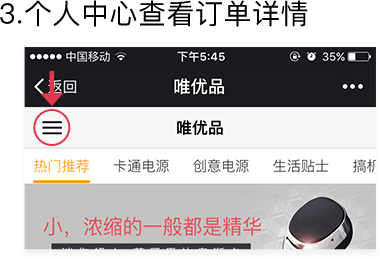 3.个人中心查看订单详情
中国移动 下午5:45 35%
返回 唯优品
唯优品
热门推荐 卡通电源 创意电源 生活贴士 搞机
小，浓缩的一般都是精华